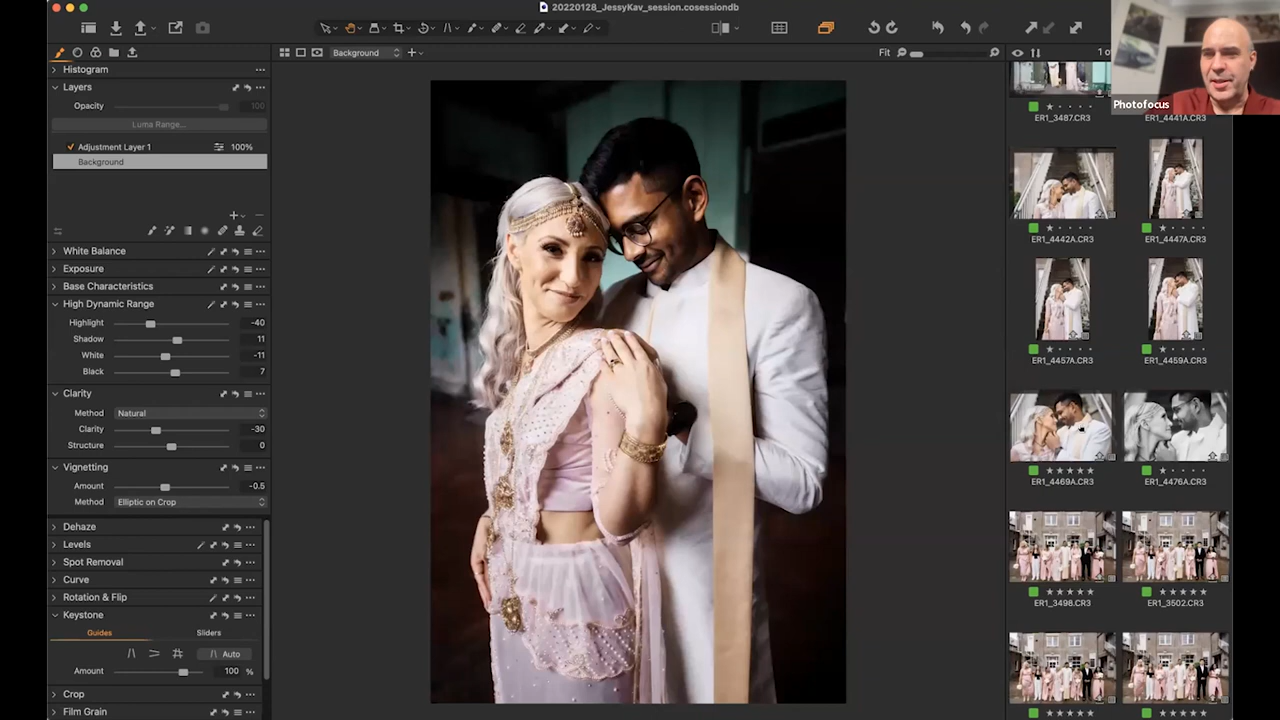 20220128_JessyKav_session.cosessiondb
Background
Fit
1 o
Histogram
Layers
Opacity 100
Luma Range...
Adjustment Layer 1 100%
Background
White Balance
Exposure
Base Characteristics
High Dynamic Range
Highlight -40
Shadow 11
White -11
Black 7
Clarity
Method Natural
Clarity -30
Structure 0
Vignetting
Amount -0.5
Method Elliptic on Crop
Dehaze
Levels
Spot Removal
Curve
Rotation & Flip
Keystone
Guides Sliders
Auto
Amount 100 %
Crop
Film Grain
Photofocus
ER1_3487.CR3 ER1_4441A.CR3
ER1_4442A.CR3 ER1_4447A.CR3
ER1_4457A.CR3 ER1_4459A.CR3
ER1_4469A.CR3 ER1_4476A.CR3
ER1_3498.CR3 ER1_3502.CR3